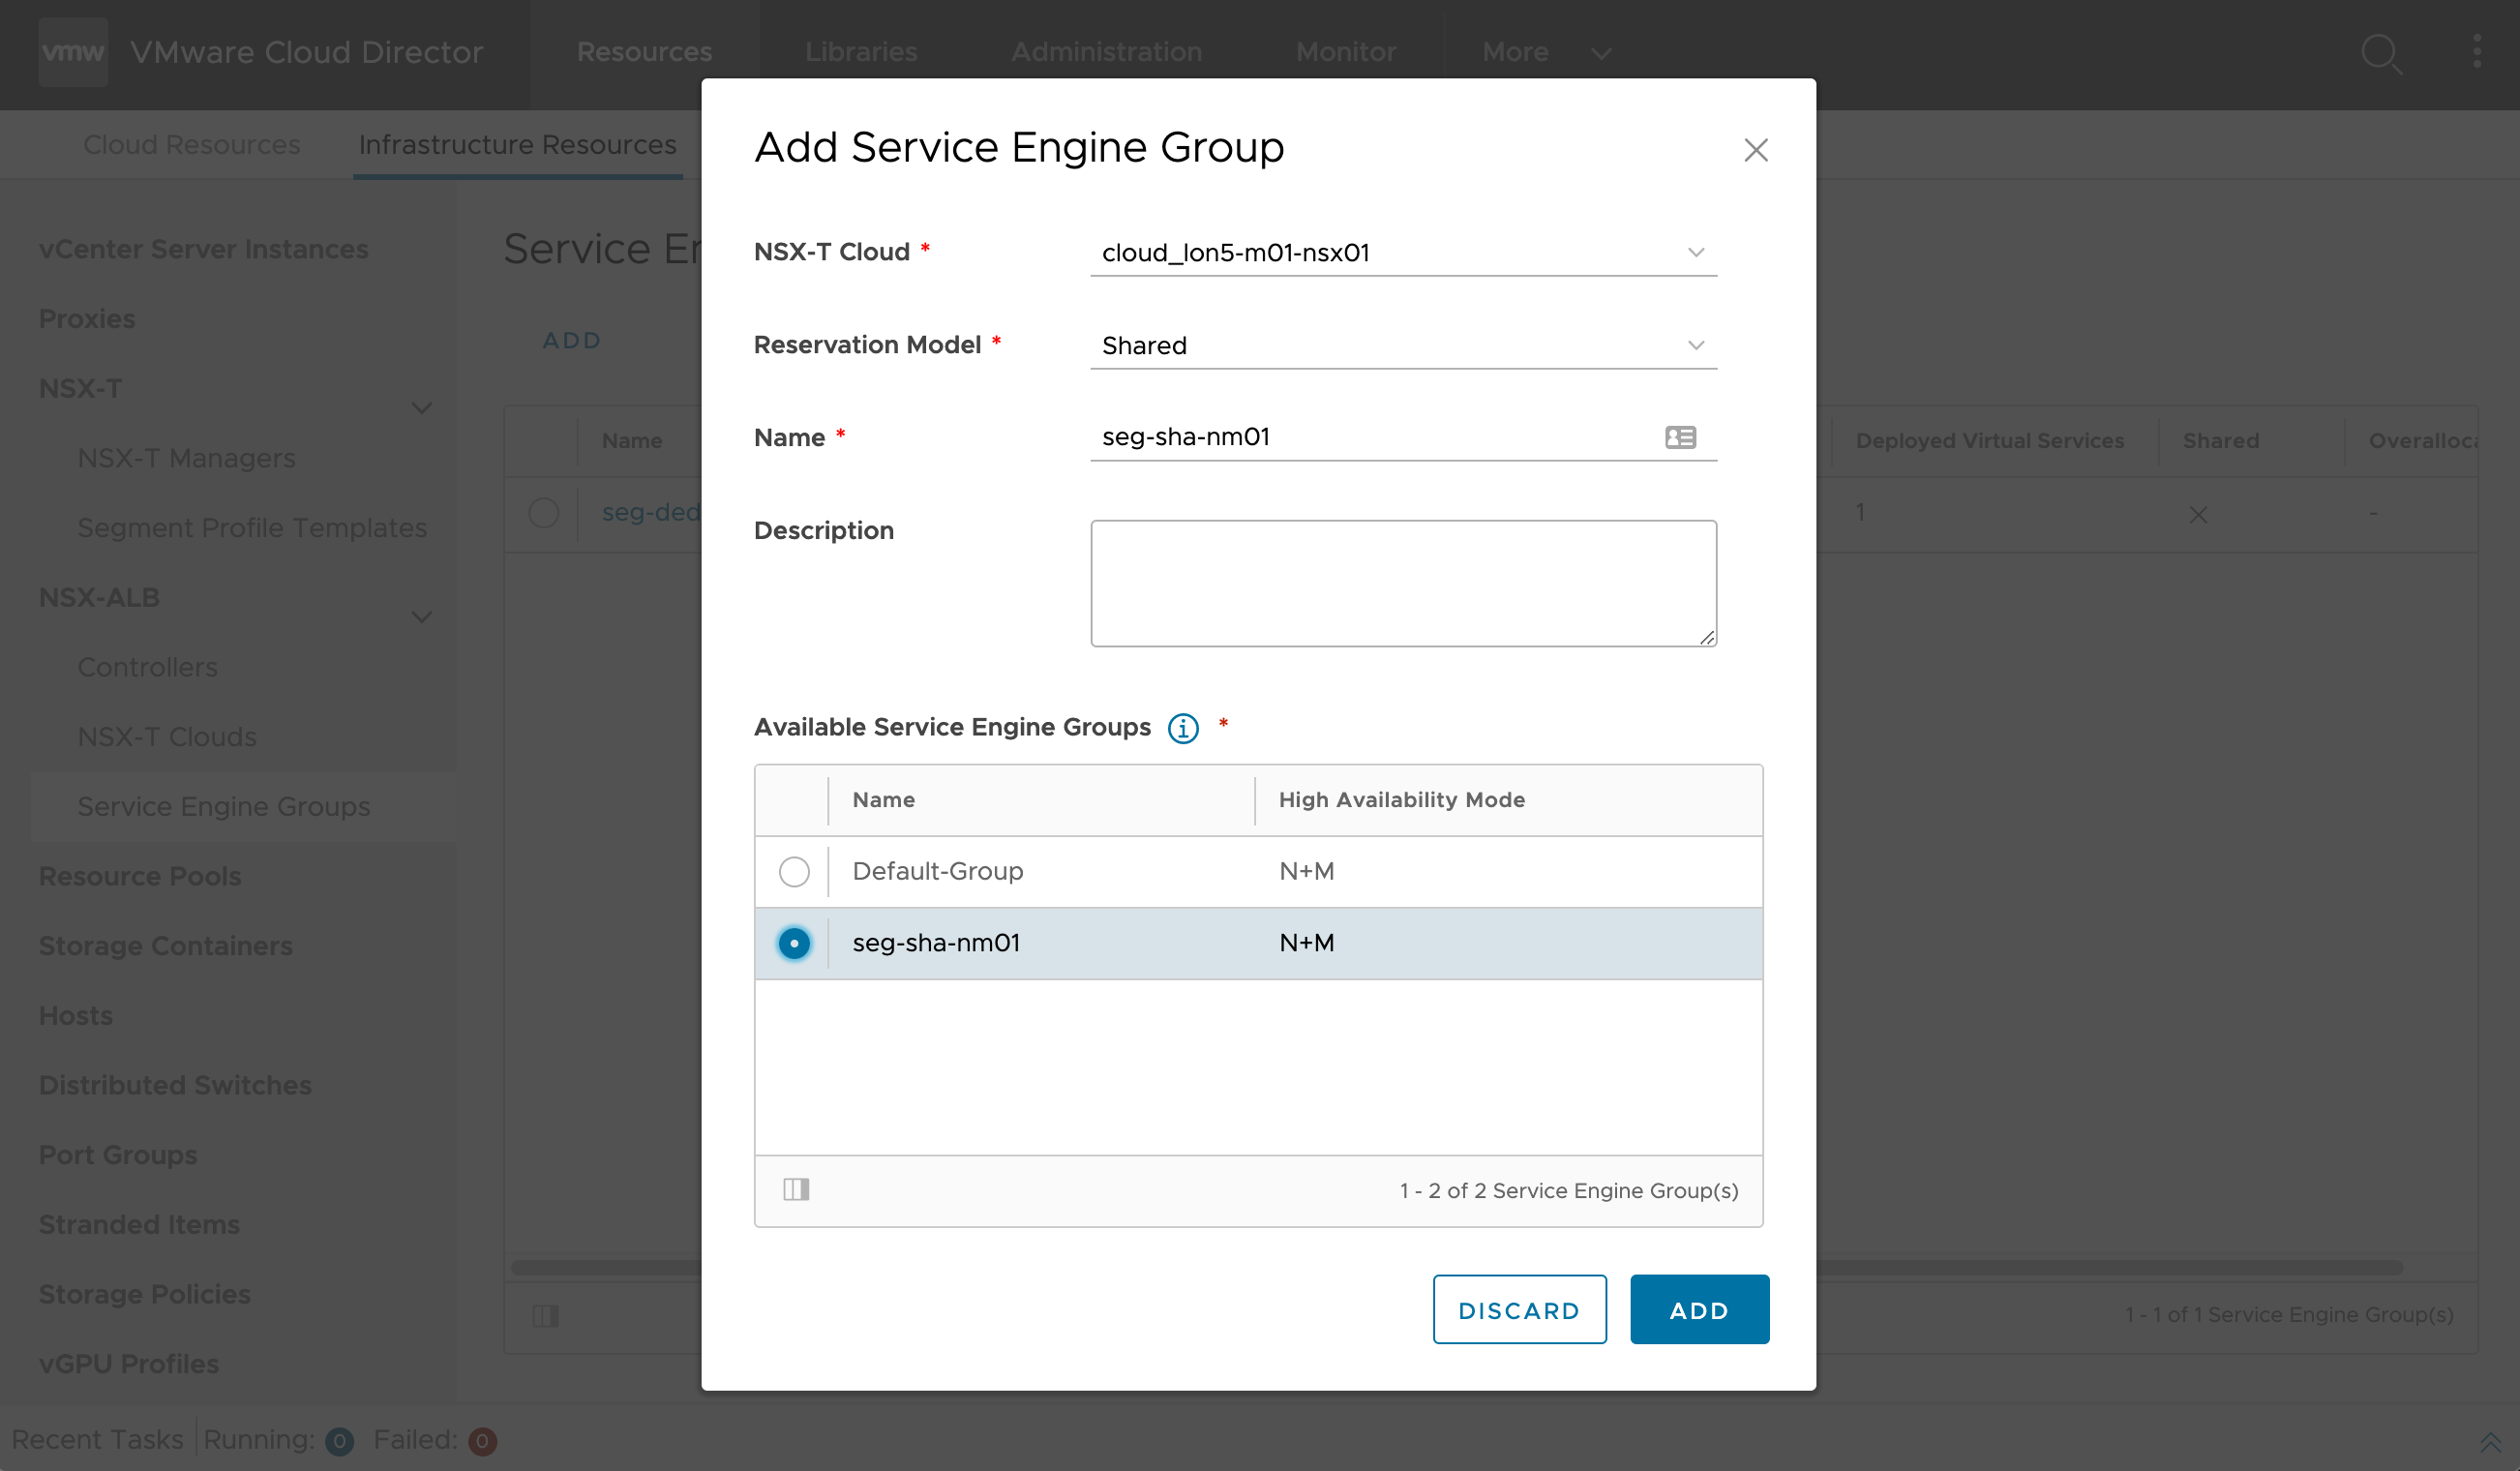 vmw VMware Cloud Director Resources Libraries Administration Monitor More
Cloud Resources Infrastructure Resources
vCenter Server Instances
Proxies
NSX-T
NSX-T Managers
Segment Profile Templates
NSX-ALB
Controllers
NSX-T Clouds
Service Engine Groups
Resource Pools
Storage Containers
Hosts
Distributed Switches
Port Groups
Stranded Items
Storage Policies
vGPU Profiles
Service
ADD
Name Deployed Virtual Services Shared
seg-ded 1 -
1 - 1 of 1 Service Engine Group(s)
Add Service Engine Group
NSX-T Cloud * cloud_lon5-m01-nsx01
Reservation Model * Shared
Name * seg-sha-nm01
Description
Available Service Engine Groups *
Name High Availability Mode
Default-Group N+M
seg-sha-nm01 N+M
1 - 2 of 2 Service Engine Group(s)
DISCARD ADD
Recent Tasks Running: 0 Failed: 0